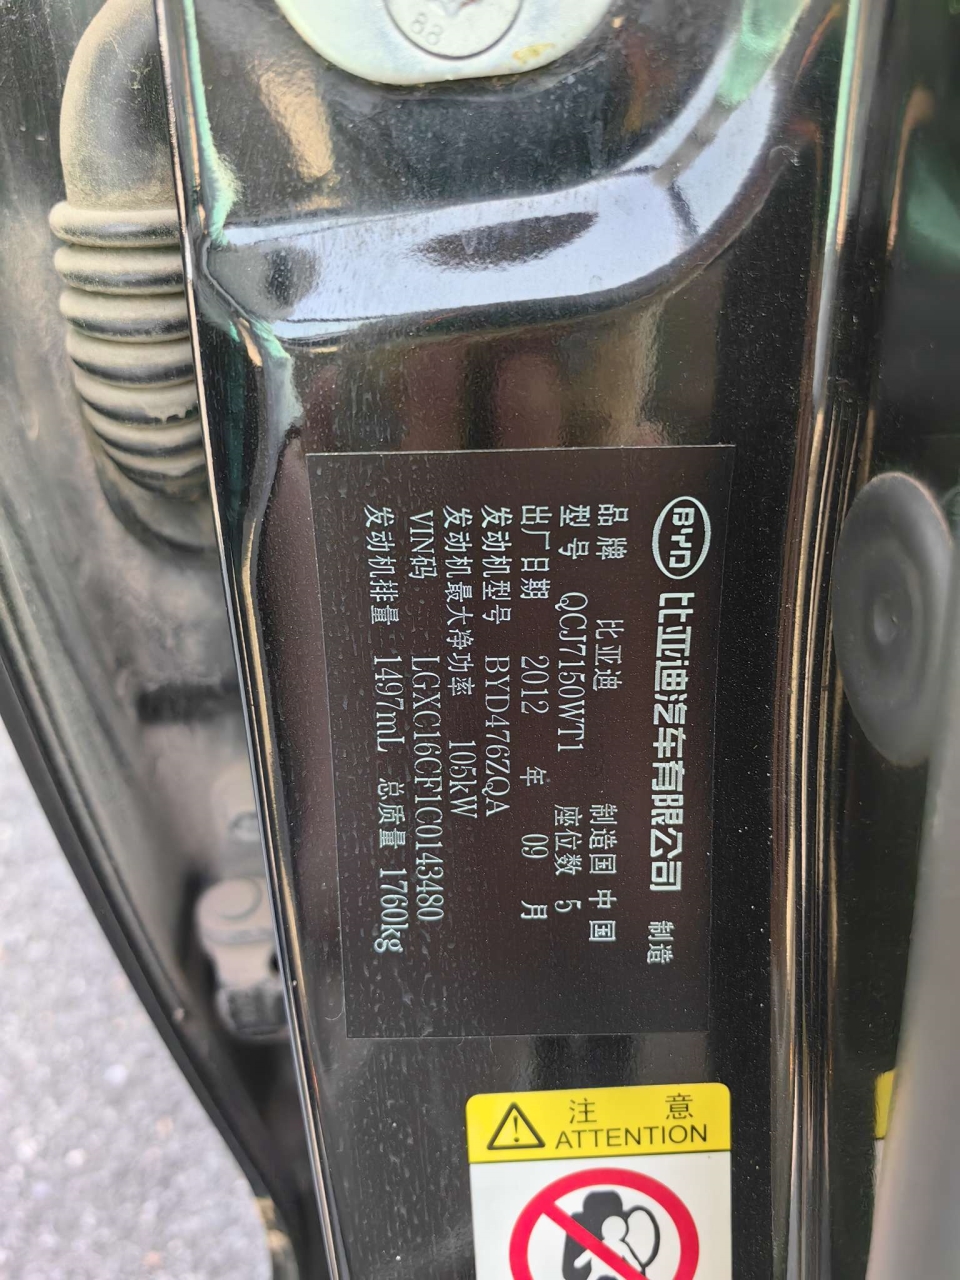 8.8
BYD 比亚迪汽车有限公司 制造
品牌 比亚迪 制造国 中国
型号 QCJ7150WT1 座位数 5
出厂日期 2012 年 09 月
发动机型号 BYD476ZQA
发动机最大净功率 105kW
VIN码 LGXC16CF1C0143480
发动机排量 1497mL 总质量 1760kg
注 意
ATTENTION